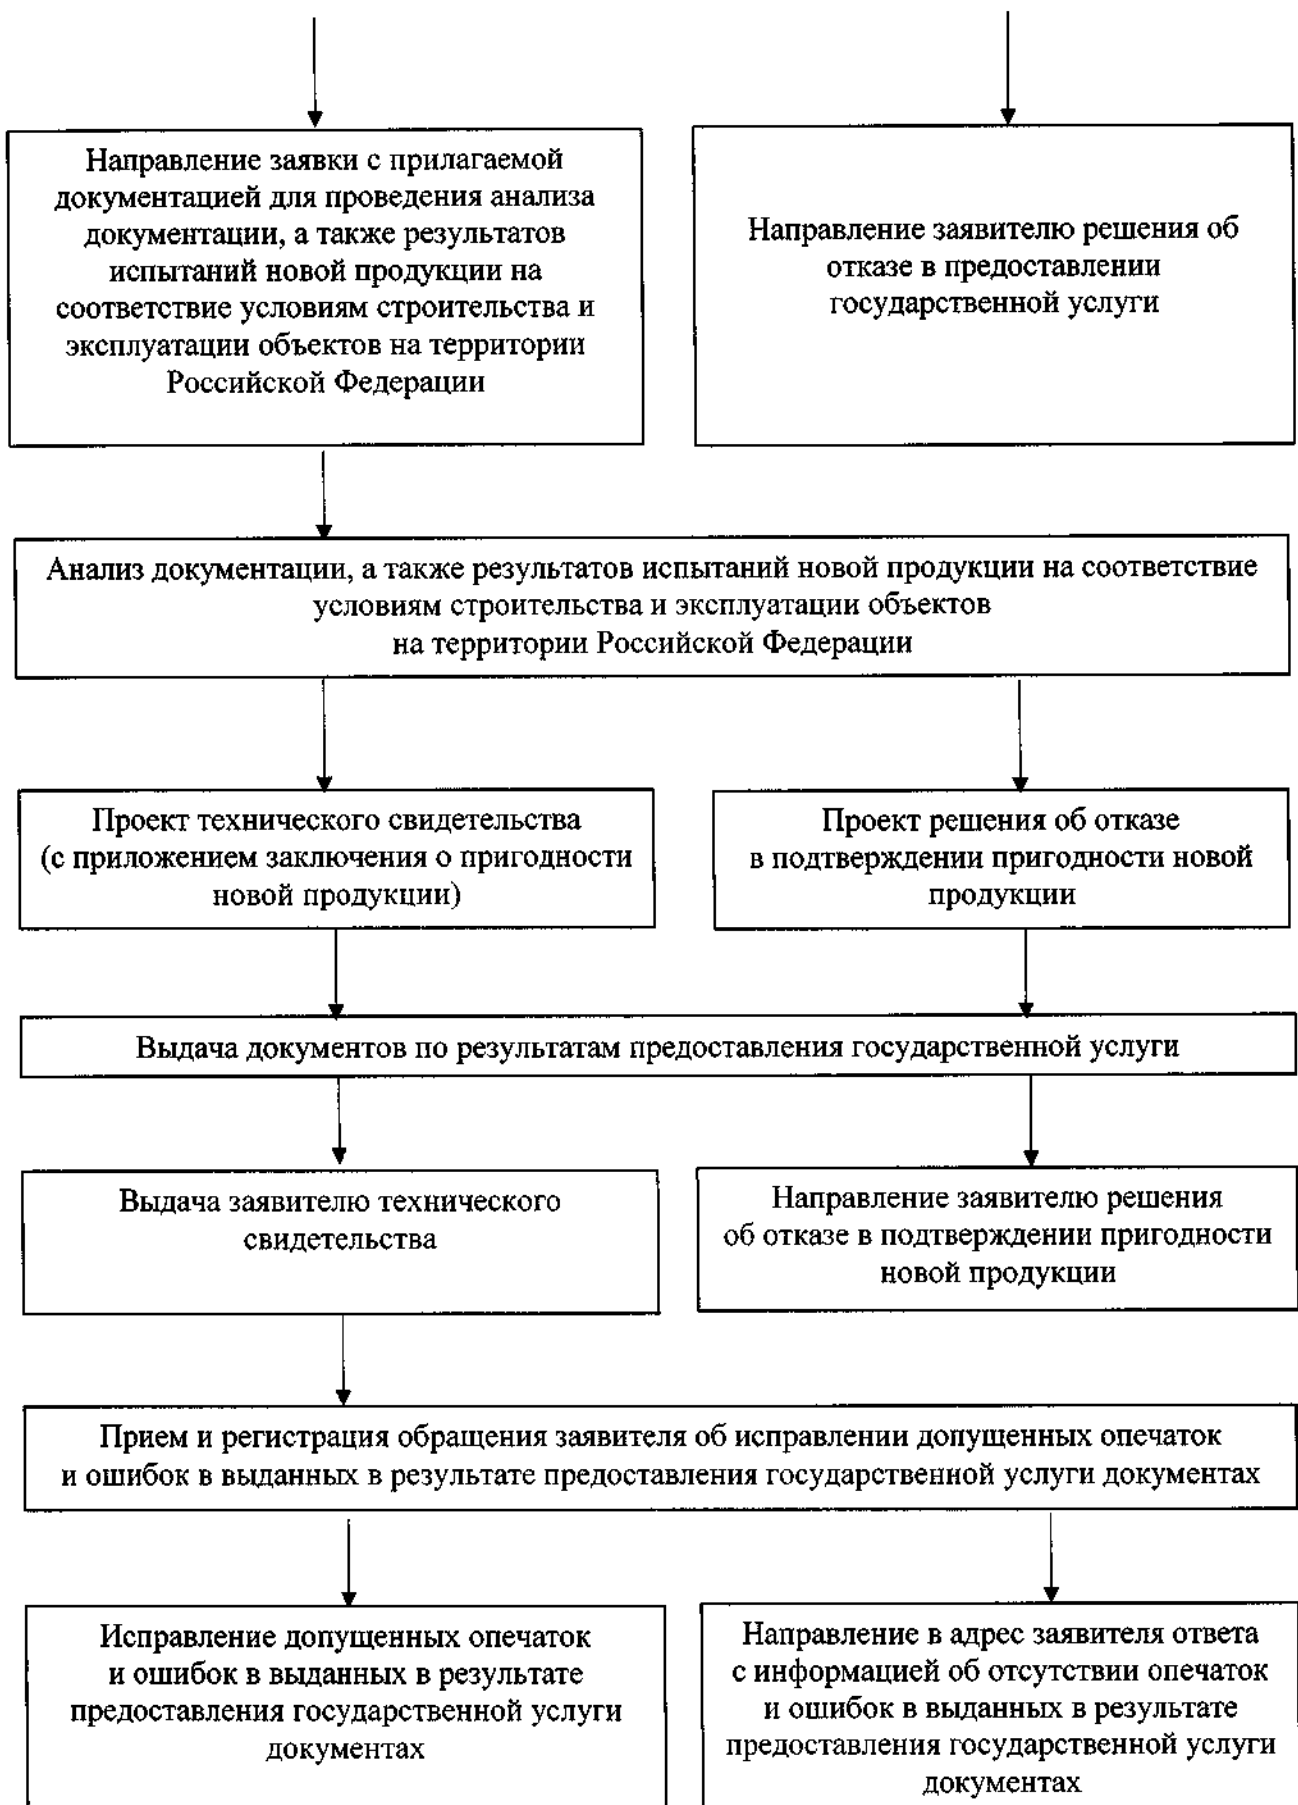 Направление заявки с прилагаемой
документацией для проведения анализа
документации, а также результатов
испытаний новой продукции на
соответствие условиям строительства и
эксплуатации объектов на территории
Российской Федерации
Направление заявителю решения об
отказе в предоставлении
государственной услуги
Анализ документации, а также результатов испытаний новой продукции на соответствие
условиям строительства и эксплуатации объектов
на территории Российской Федерации
Проект технического свидетельства
(с приложением заключения о пригодности
новой продукции)
Проект решения об отказе
в подтверждении пригодности новой
продукции
Выдача документов по результатам предоставления государственной услуги
Выдача заявителю технического
свидетельства
Направление заявителю решения
об отказе в подтверждении пригодности
новой продукции
Прием и регистрация обращения заявителя об исправлении допущенных опечаток
и ошибок в выданных в результате предоставления государственной услуги документах
Исправление допущенных опечаток
и ошибок в выданных в результате
предоставления государственной услуги
документах
Направление в адрес заявителя ответа
с информацией об отсутствии опечаток
и ошибок в выданных в результате
предоставления государственной услуги
документах